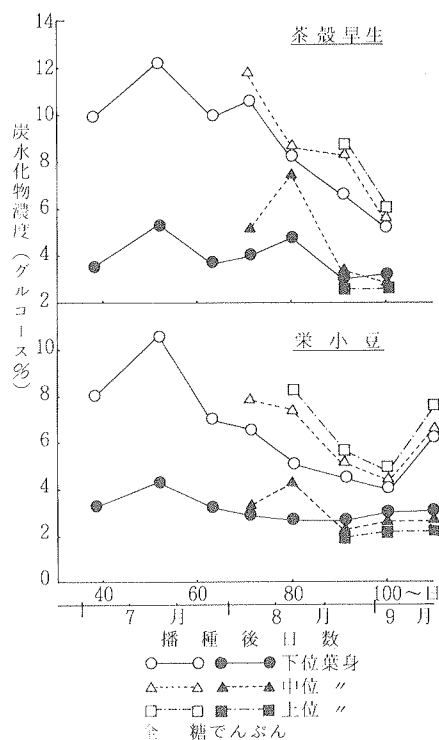 茶殻早生
14
12
10
8
6
4
2
炭水化物濃度（グルコース%）
栄小豆
10
8
6
4
2
0
40 60 80 100～日
7 月 8 月 9 月
播種後日数
下位葉身
中位 〃
上位 〃
全 糖でんぷん